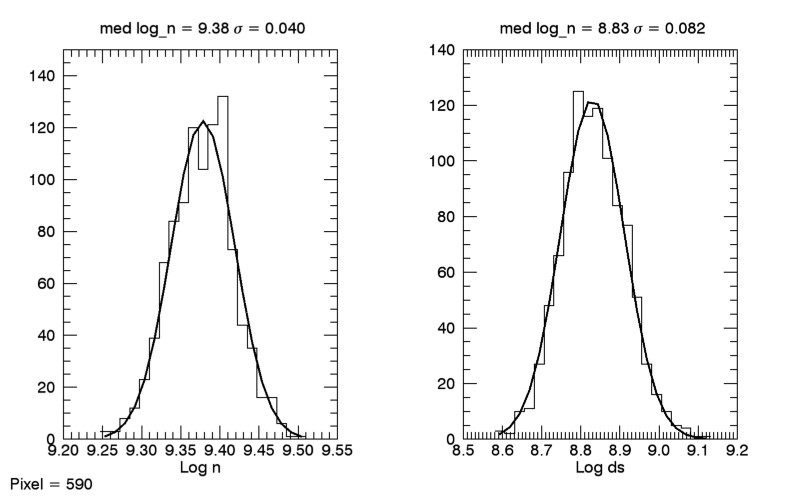 med log_n = 9.38 σ = 0.040
140
120
100
80
60
40
20
0
9.20 9.25 9.30 9.35 9.40 9.45 9.50 9.55
Log n
med log_n = 8.83 σ = 0.082
140
120
100
80
60
40
20
0
8.5 8.6 8.7 8.8 8.9 9.0 9.1 9.2
Log ds
Pixel = 590